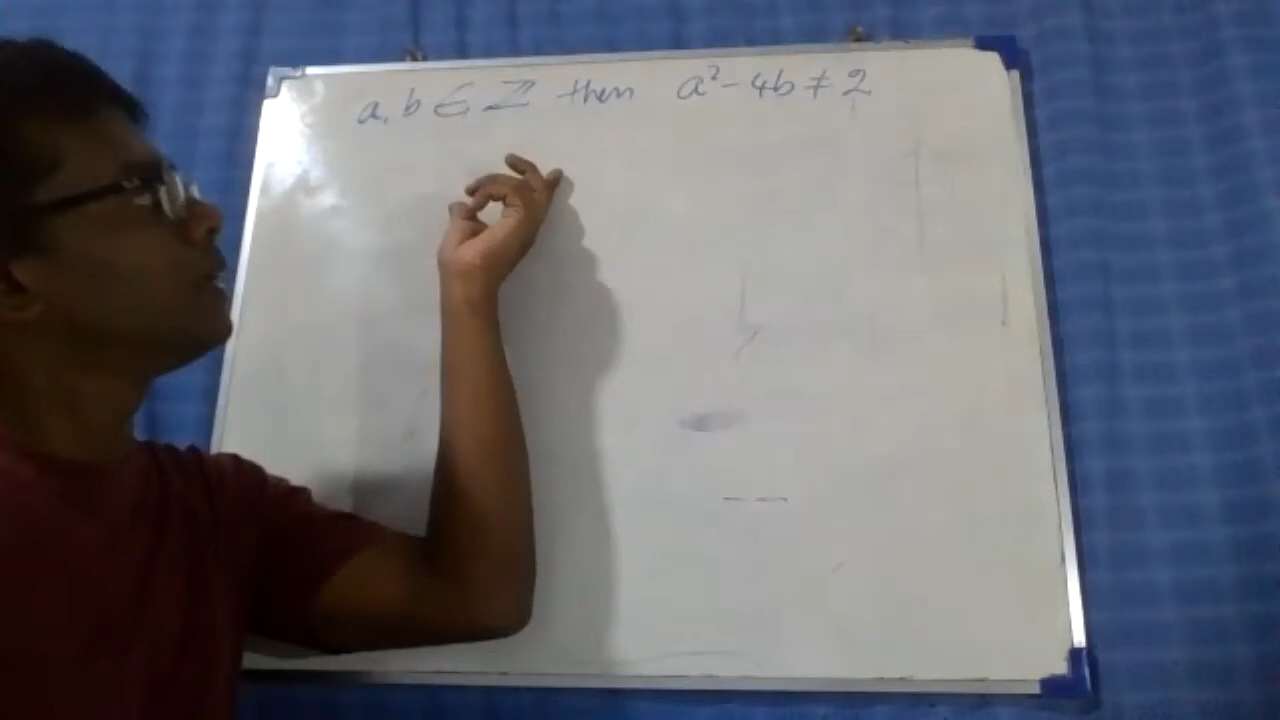 a, b ∈ ℤ then a² - 4b ≠ 2